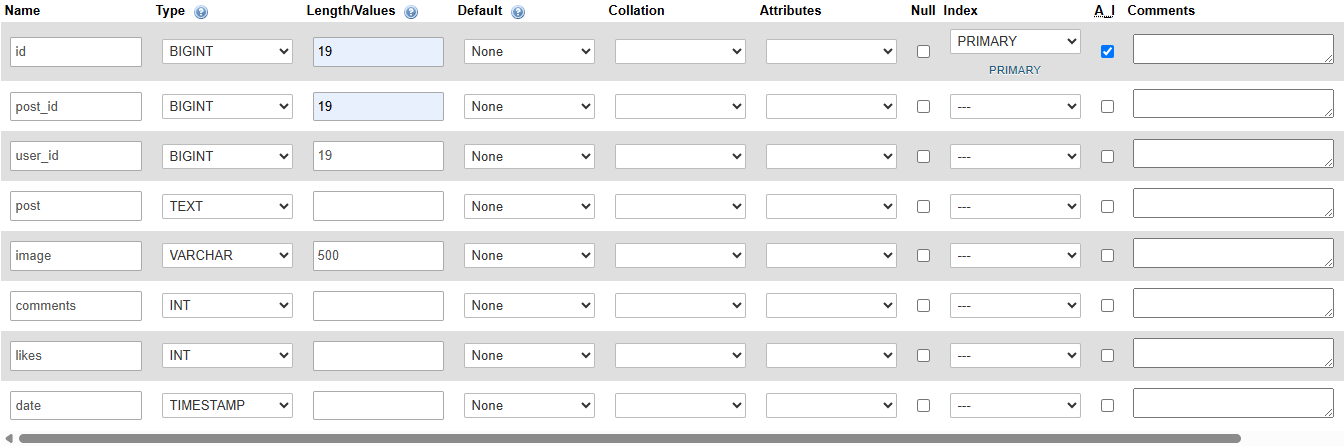 Name Type Length/Values Default Collation Attributes Null Index A_I Comments
id BIGINT 19 None PRIMARY
PRIMARY
post_id BIGINT 19 None ---
user_id BIGINT 19 None ---
post TEXT None ---
image VARCHAR 500 None ---
comments INT None ---
likes INT None ---
date TIMESTAMP None ---